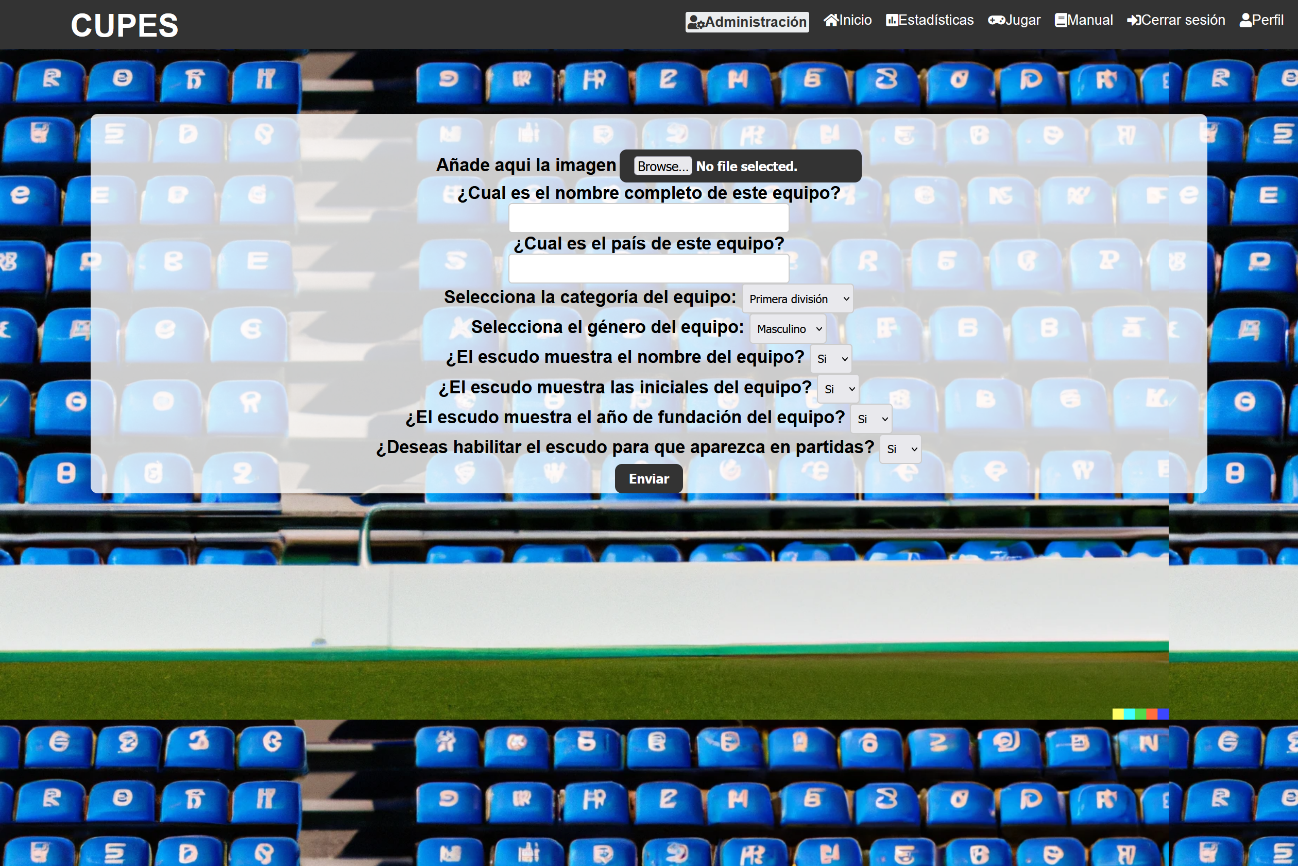 CUPES
Administración Inicio Estadísticas Jugar Manual Cerrar sesión Perfil
Añade aqui la imagen Browse... No file selected.
¿Cual es el nombre completo de este equipo?
¿Cual es el país de este equipo?
Selecciona la categoría del equipo: Primera división
Selecciona el género del equipo: Masculino
¿El escudo muestra el nombre del equipo? Si
¿El escudo muestra las iniciales del equipo? Si
¿El escudo muestra el año de fundación del equipo? Si
¿Deseas habilitar el escudo para que aparezca en partidas? Si
Enviar